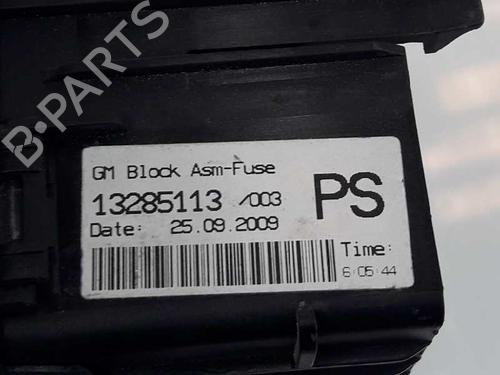 B-PARTS
GM Block Asm-Fuse
13285113 /003 PS
Date: 25.09.2009
Time:
6:05:44